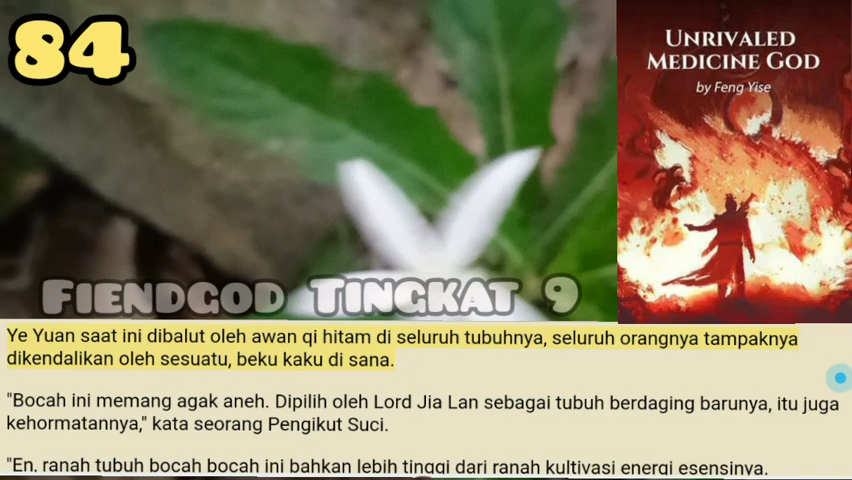 84
UNRIVALED
MEDICINE GOD
by Feng Yise
FIENDGOD TINGKAT 9
Ye Yuan saat ini dibalut oleh awan qi hitam di seluruh tubuhnya, seluruh orangnya tampaknya
dikendalikan oleh sesuatu, beku kaku di sana.
"Bocah ini memang agak aneh. Dipilih oleh Lord Jia Lan sebagai tubuh berdaging barunya, itu juga
kehormatannya," kata seorang Pengikut Suci.
"En, ranah tubuh bocah bocah ini bahkan lebih tinggi dari ranah kultivasi energi esensinya.